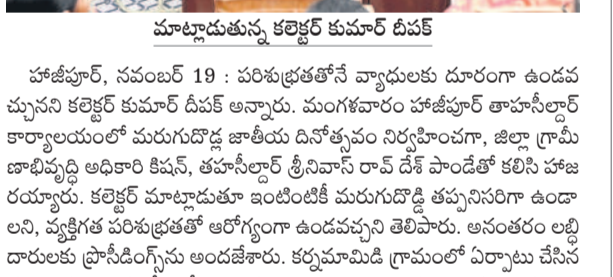 మాట్లాడుతున్న కలెక్టర్ కుమార్ దీపక్
హాజీపూర్, నవంబర్ 19 : పరిశుభ్రతతోనే వ్యాధులకు దూరంగా ఉండవ
చ్చునని కలెక్టర్ కుమార్ దీపక్ అన్నారు. మంగళవారం హాజీపూర్ తాహసీల్దార్
కార్యాలయంలో మరుగుదొడ్ల జాతీయ దినోత్సవం నిర్వహించగా, జిల్లా గ్రామీ
ణాభివృద్ధి అధికారి కిషన్, తహసీల్దార్ శ్రీనివాస్ రావ్ దేశ్ పాండేతో కలిసి హాజ
రయ్యారు. కలెక్టర్ మాట్లాడుతూ ఇంటింటికీ మరుగుదొడ్డి తప్పనిసరిగా ఉండా
లని, వ్యక్తిగత పరిశుభ్రతతో ఆరోగ్యంగా ఉండవచ్చని తెలిపారు. అనంతరం లబ్ధి
దారులకు ప్రొసీడింగ్స్‌ను అందజేశారు. కర్నమామిడి గ్రామంలో ఏర్పాటు చేసిన